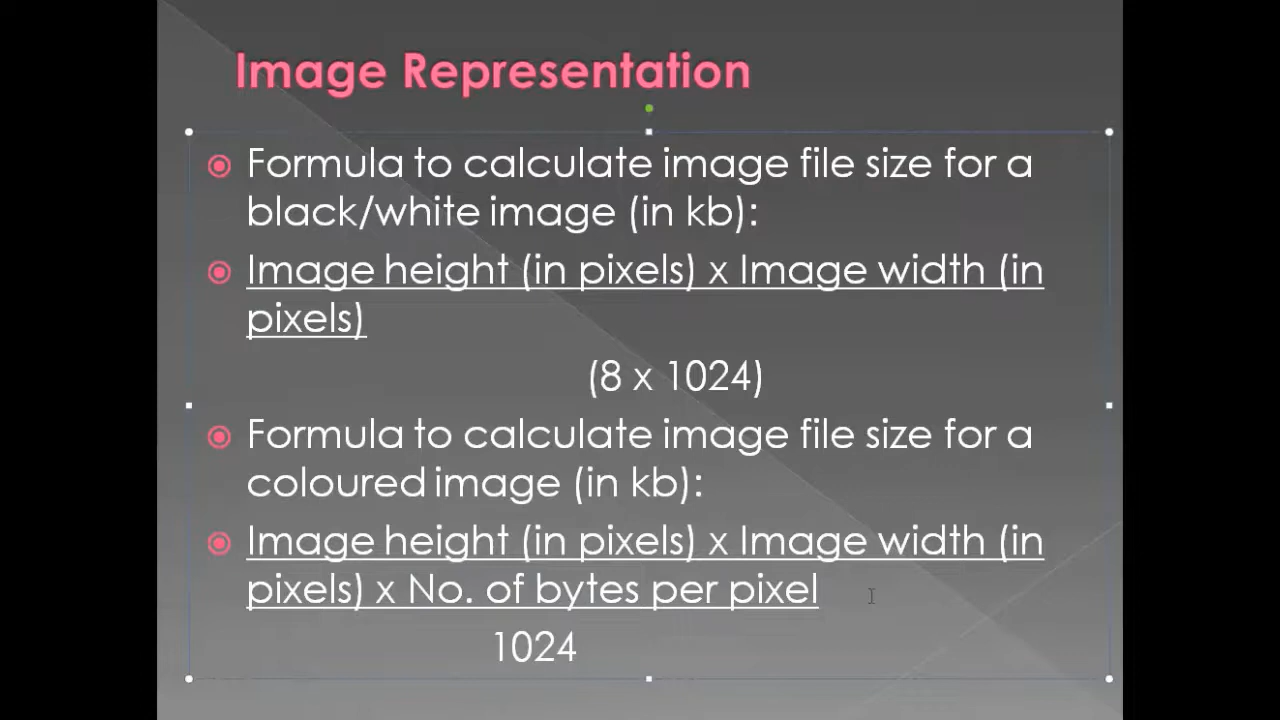 Image Representation
Formula to calculate image file size for a
black/white image (in kb):
Image height (in pixels) x Image width (in
pixels)
(8 x 1024)
Formula to calculate image file size for a
coloured image (in kb):
Image height (in pixels) x Image width (in
pixels) x No. of bytes per pixel
1024